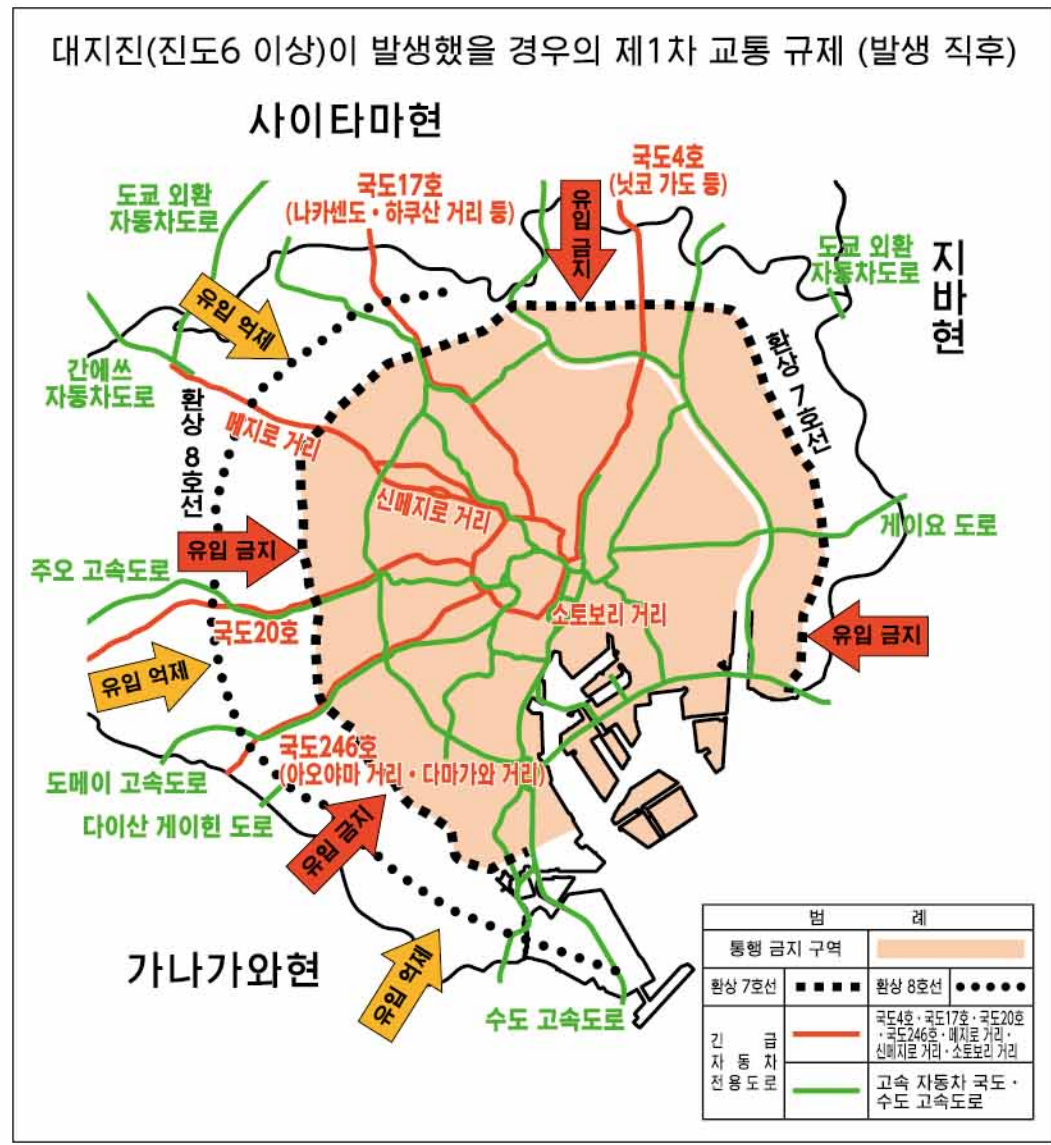 대지진(진도6 이상)이 발생했을 경우의 제1차 교통 규제 (발생 직후)
사이타마현
국도4호
(닛코 가도 등)
국도17호
(나카센도・하쿠산 거리 등)
도쿄 외환
자동차도로
유입 금지
도쿄 외환
자동차도로
지바현
유입 억제
간에쓰
자동차도로
환상 7호선
환상 8호선
메지로 거리
신메지로 거리
게이요 도로
유입 금지
주오 고속도로
국도20호
소토보리 거리
유입 금지
유입 억제
국도246호
(아오야마 거리・다마가와 거리)
도메이 고속도로
다이산 게이힌 도로
유입 금지
가나가와현
유입 억제
수도 고속도로
범 례
통행 금지 구역
환상 7호선
환상 8호선
긴 급
자 동 차
전용도로
국도4호・국도17호・국도20호
・국도246호・메지로 거리・
신메지로 거리・소토보리 거리
고속 자동차 국도・
수도 고속도로